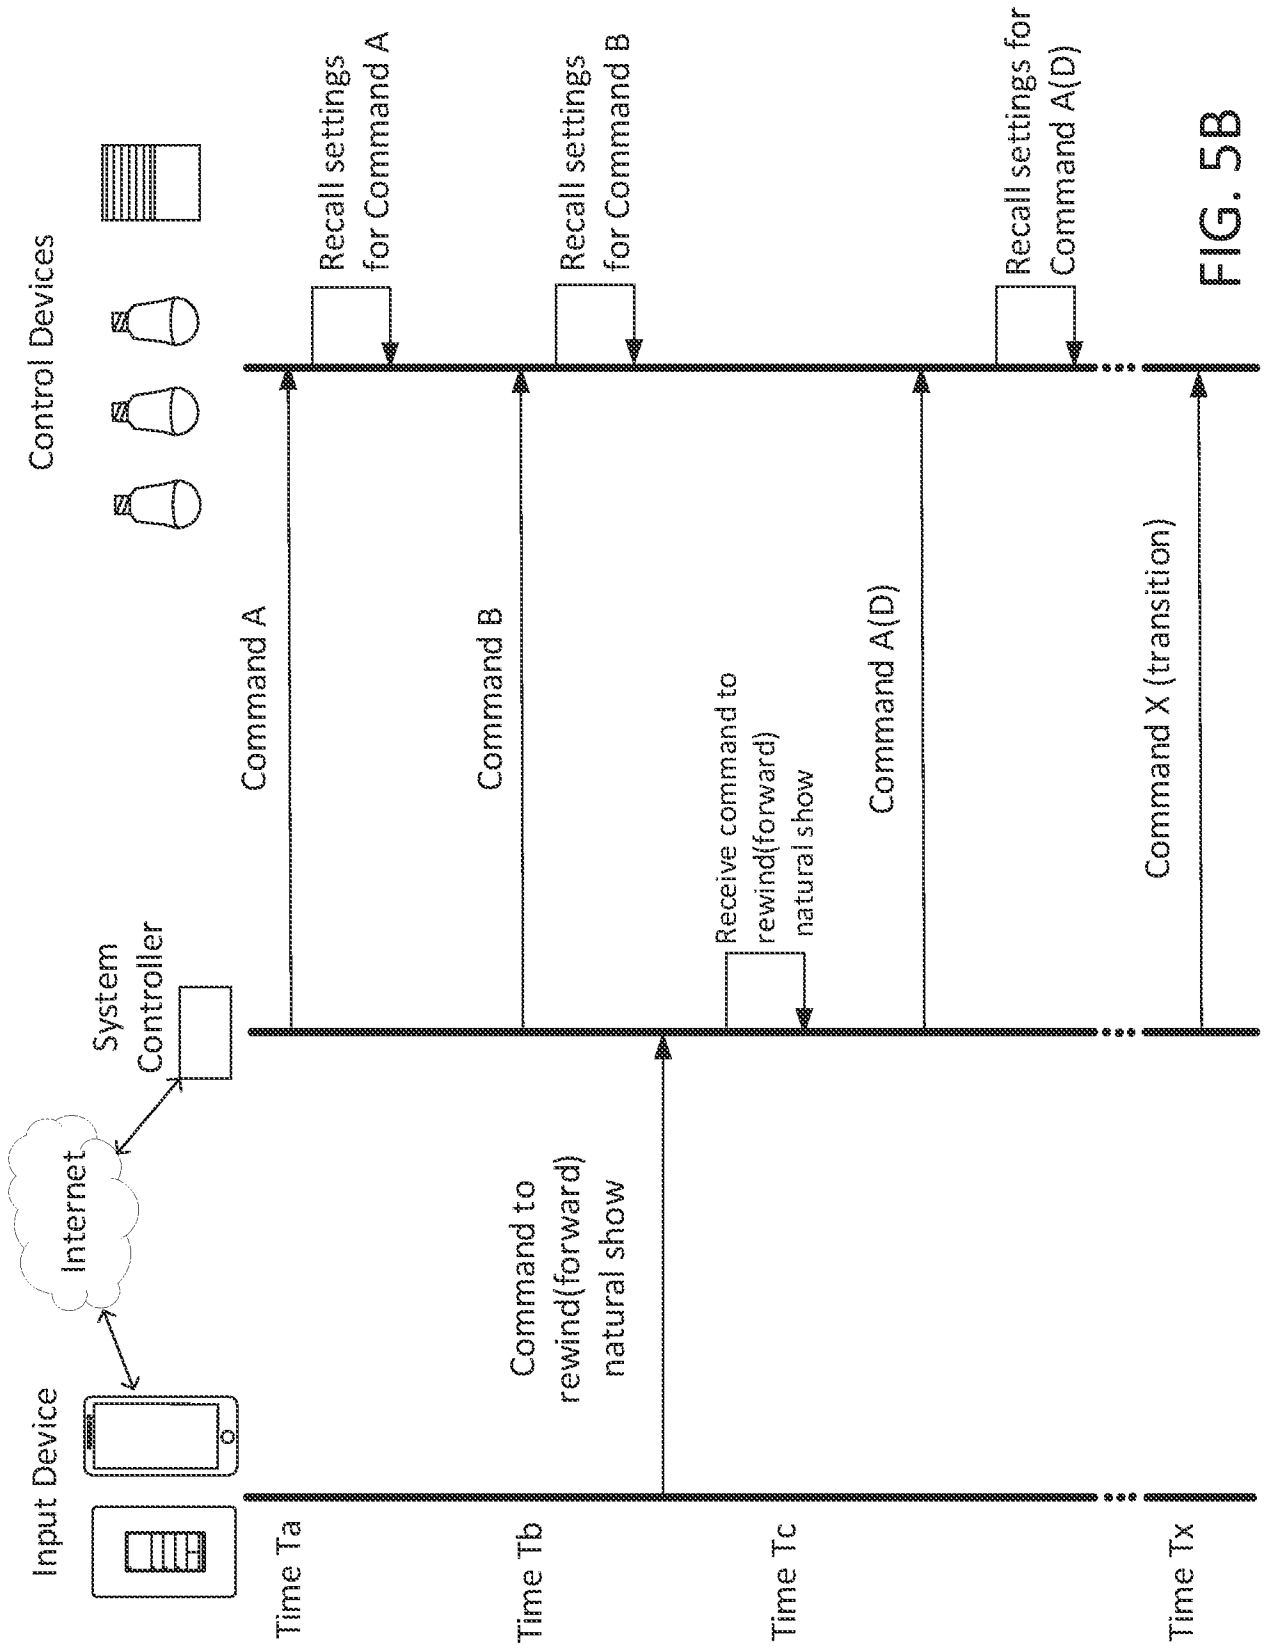 Input Device
Internet
System
Controller
Control Devices
Time Ta
Command A
Recall settings
for Command A
Time Tb
Command B
Recall settings
for Command B
Command to
rewind(forward)
natural show
Time Tc
Receive command to
rewind(forward)
natural show
Command A(D)
Recall settings for
Command A(D)
Time Tx
Command X (transition)
FIG. 5B